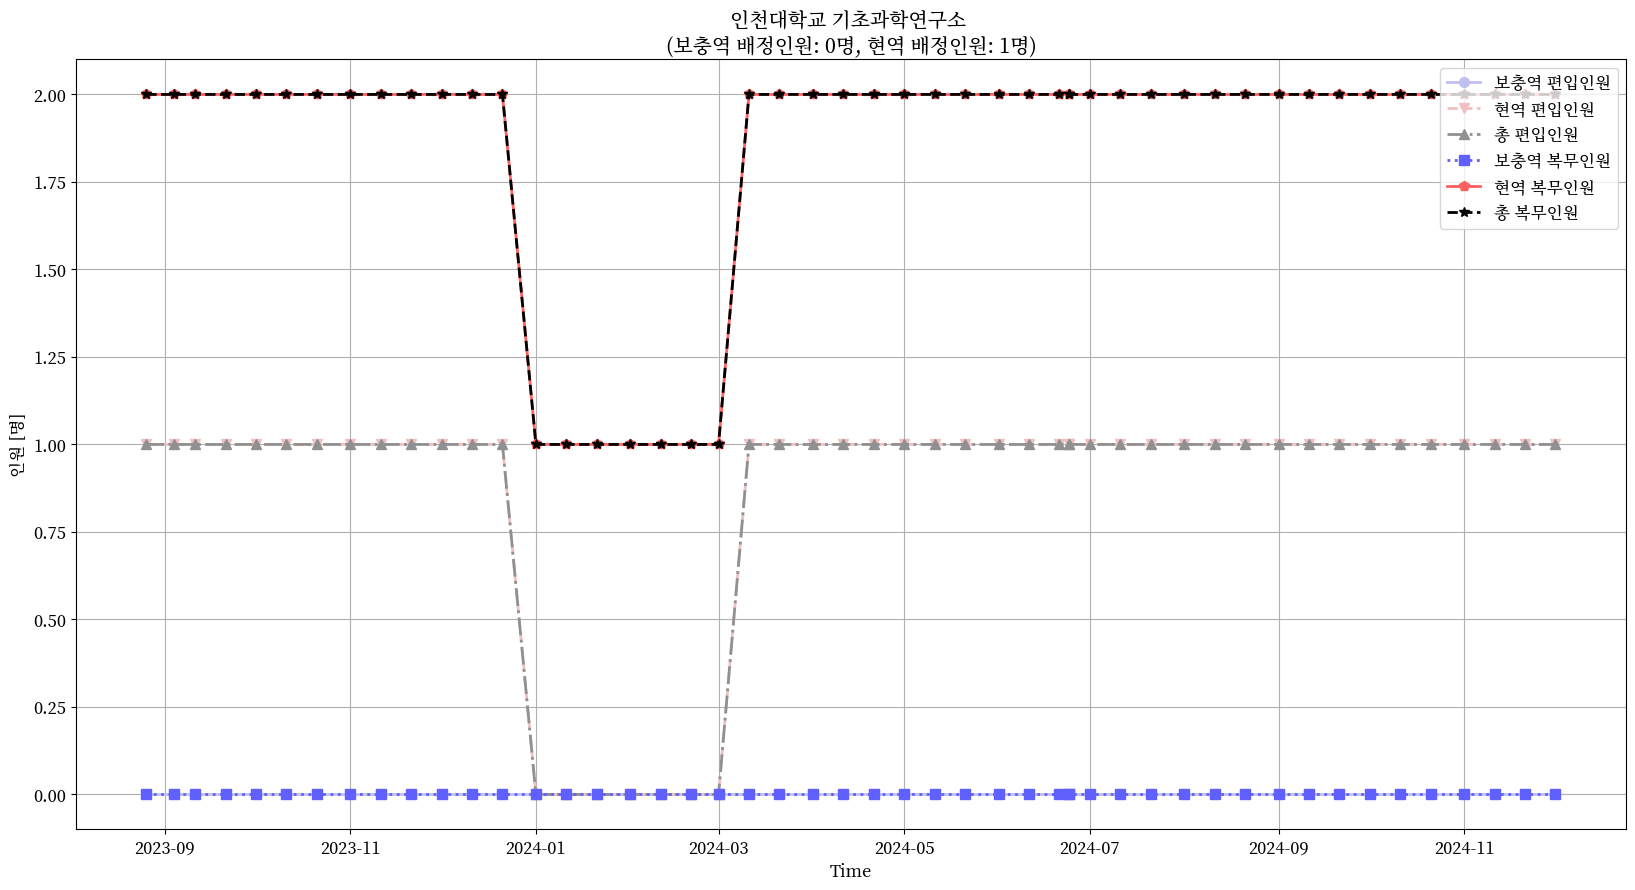 인천대학교 기초과학연구소
(보충역 배정인원: 0명, 현역 배정인원: 1명)
보충역 편입인원
현역 편입인원
총 편입인원
보충역 복무인원
현역 복무인원
총 복무인원
인원 [명]
2.00
1.75
1.50
1.25
1.00
0.75
0.50
0.25
0.00
2023-09 2023-11 2024-01 2024-03 2024-05 2024-07 2024-09 2024-11
Time